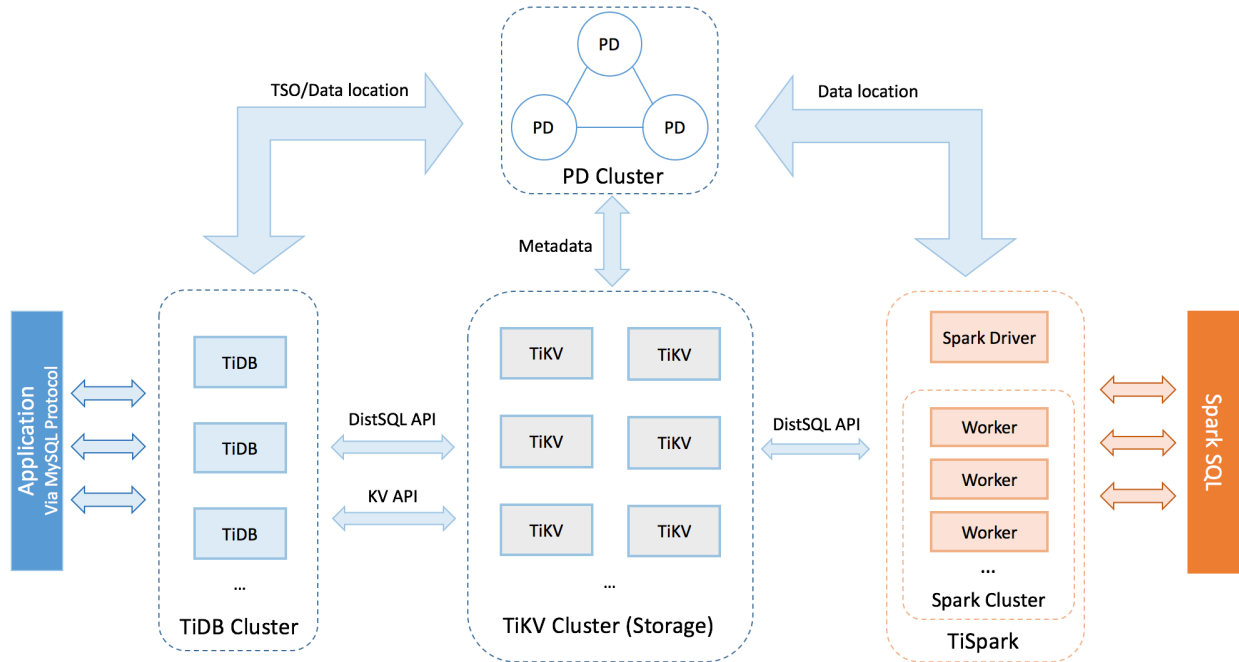 PD
TSO/Data location
Data location
PD
PD
PD Cluster
Metadata
Application
Via MySQL Protocol
TiDB
TiDB
TiDB
...
TiDB Cluster
DistSQL API
KV API
TiKV
TiKV
TiKV
TiKV
TiKV
TiKV
...
TiKV Cluster (Storage)
DistSQL API
Spark Driver
Worker
Worker
Worker
...
Spark Cluster
TiSpark
Spark SQL